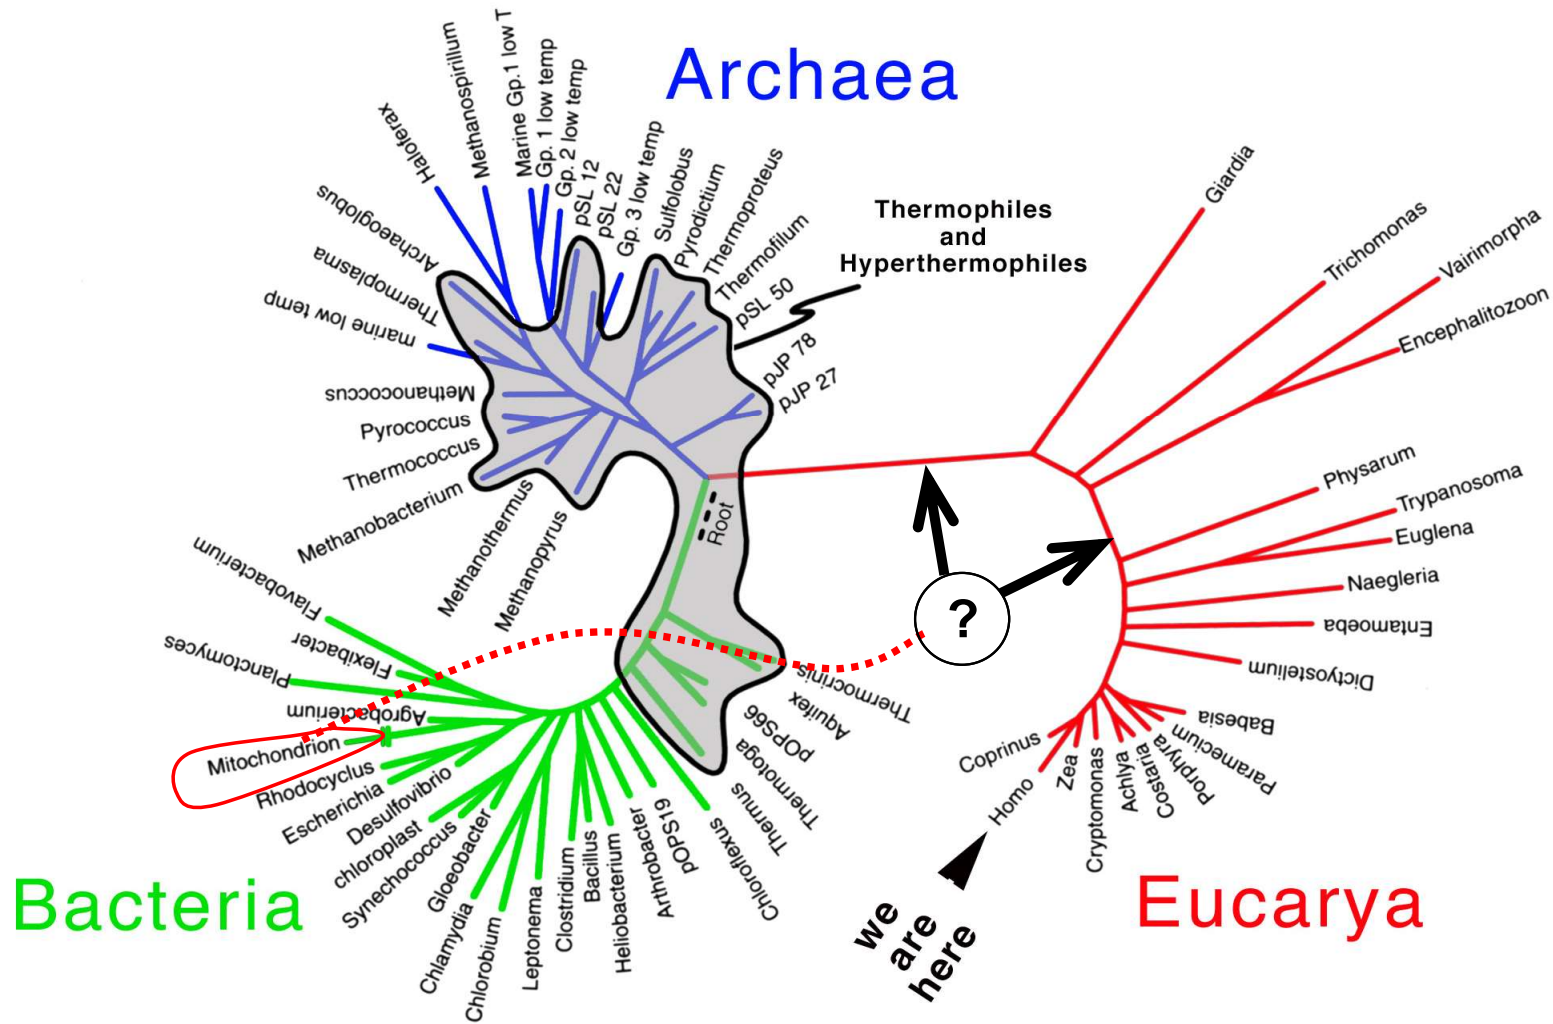 Archaea
Haloferax
Methanospirillum
Marine Gp.1 low T
Gp. 1 low temp
Gp. 2 low temp
pSL 12
pSL 22
Gp. 3 low temp
Sulfolobus
Pyrodictium
Thermoproteus
Thermofilum
pSL 50
pJP 78
pJP 27
Archaeoglobus
Thermoplasma
marine low temp
Methanococcus
Pyrococcus
Thermococcus
Methanobacterium
Methanothermus
Methanopyrus
Thermophiles
and
Hyperthermophiles
Root
?
Giardia
Trichomonas
Vairimorpha
Encephalitozoon
Physarum
Trypanosoma
Euglena
Naegleria
Entamoeba
Dictyostelium
Babesia
Paramecium
Porphyra
Costaria
Achlya
Cryptomonas
Zea
Homo
Coprinus
we
are
here
Eucarya
Flavobacterium
Flexibacter
Planctomyces
Agrobacterium
Mitochondrion
Rhodocyclus
Escherichia
Desulfovibrio
chloroplast
Synechococcus
Gloeobacter
Chlamydia
Chlorobium
Leptonema
Clostridium
Bacillus
Heliobacterium
Arthrobacter
pOPS19
Chloroflexus
Thermus
Thermotoga
pOPS66
Aquifex
Thermocrinis
Bacteria